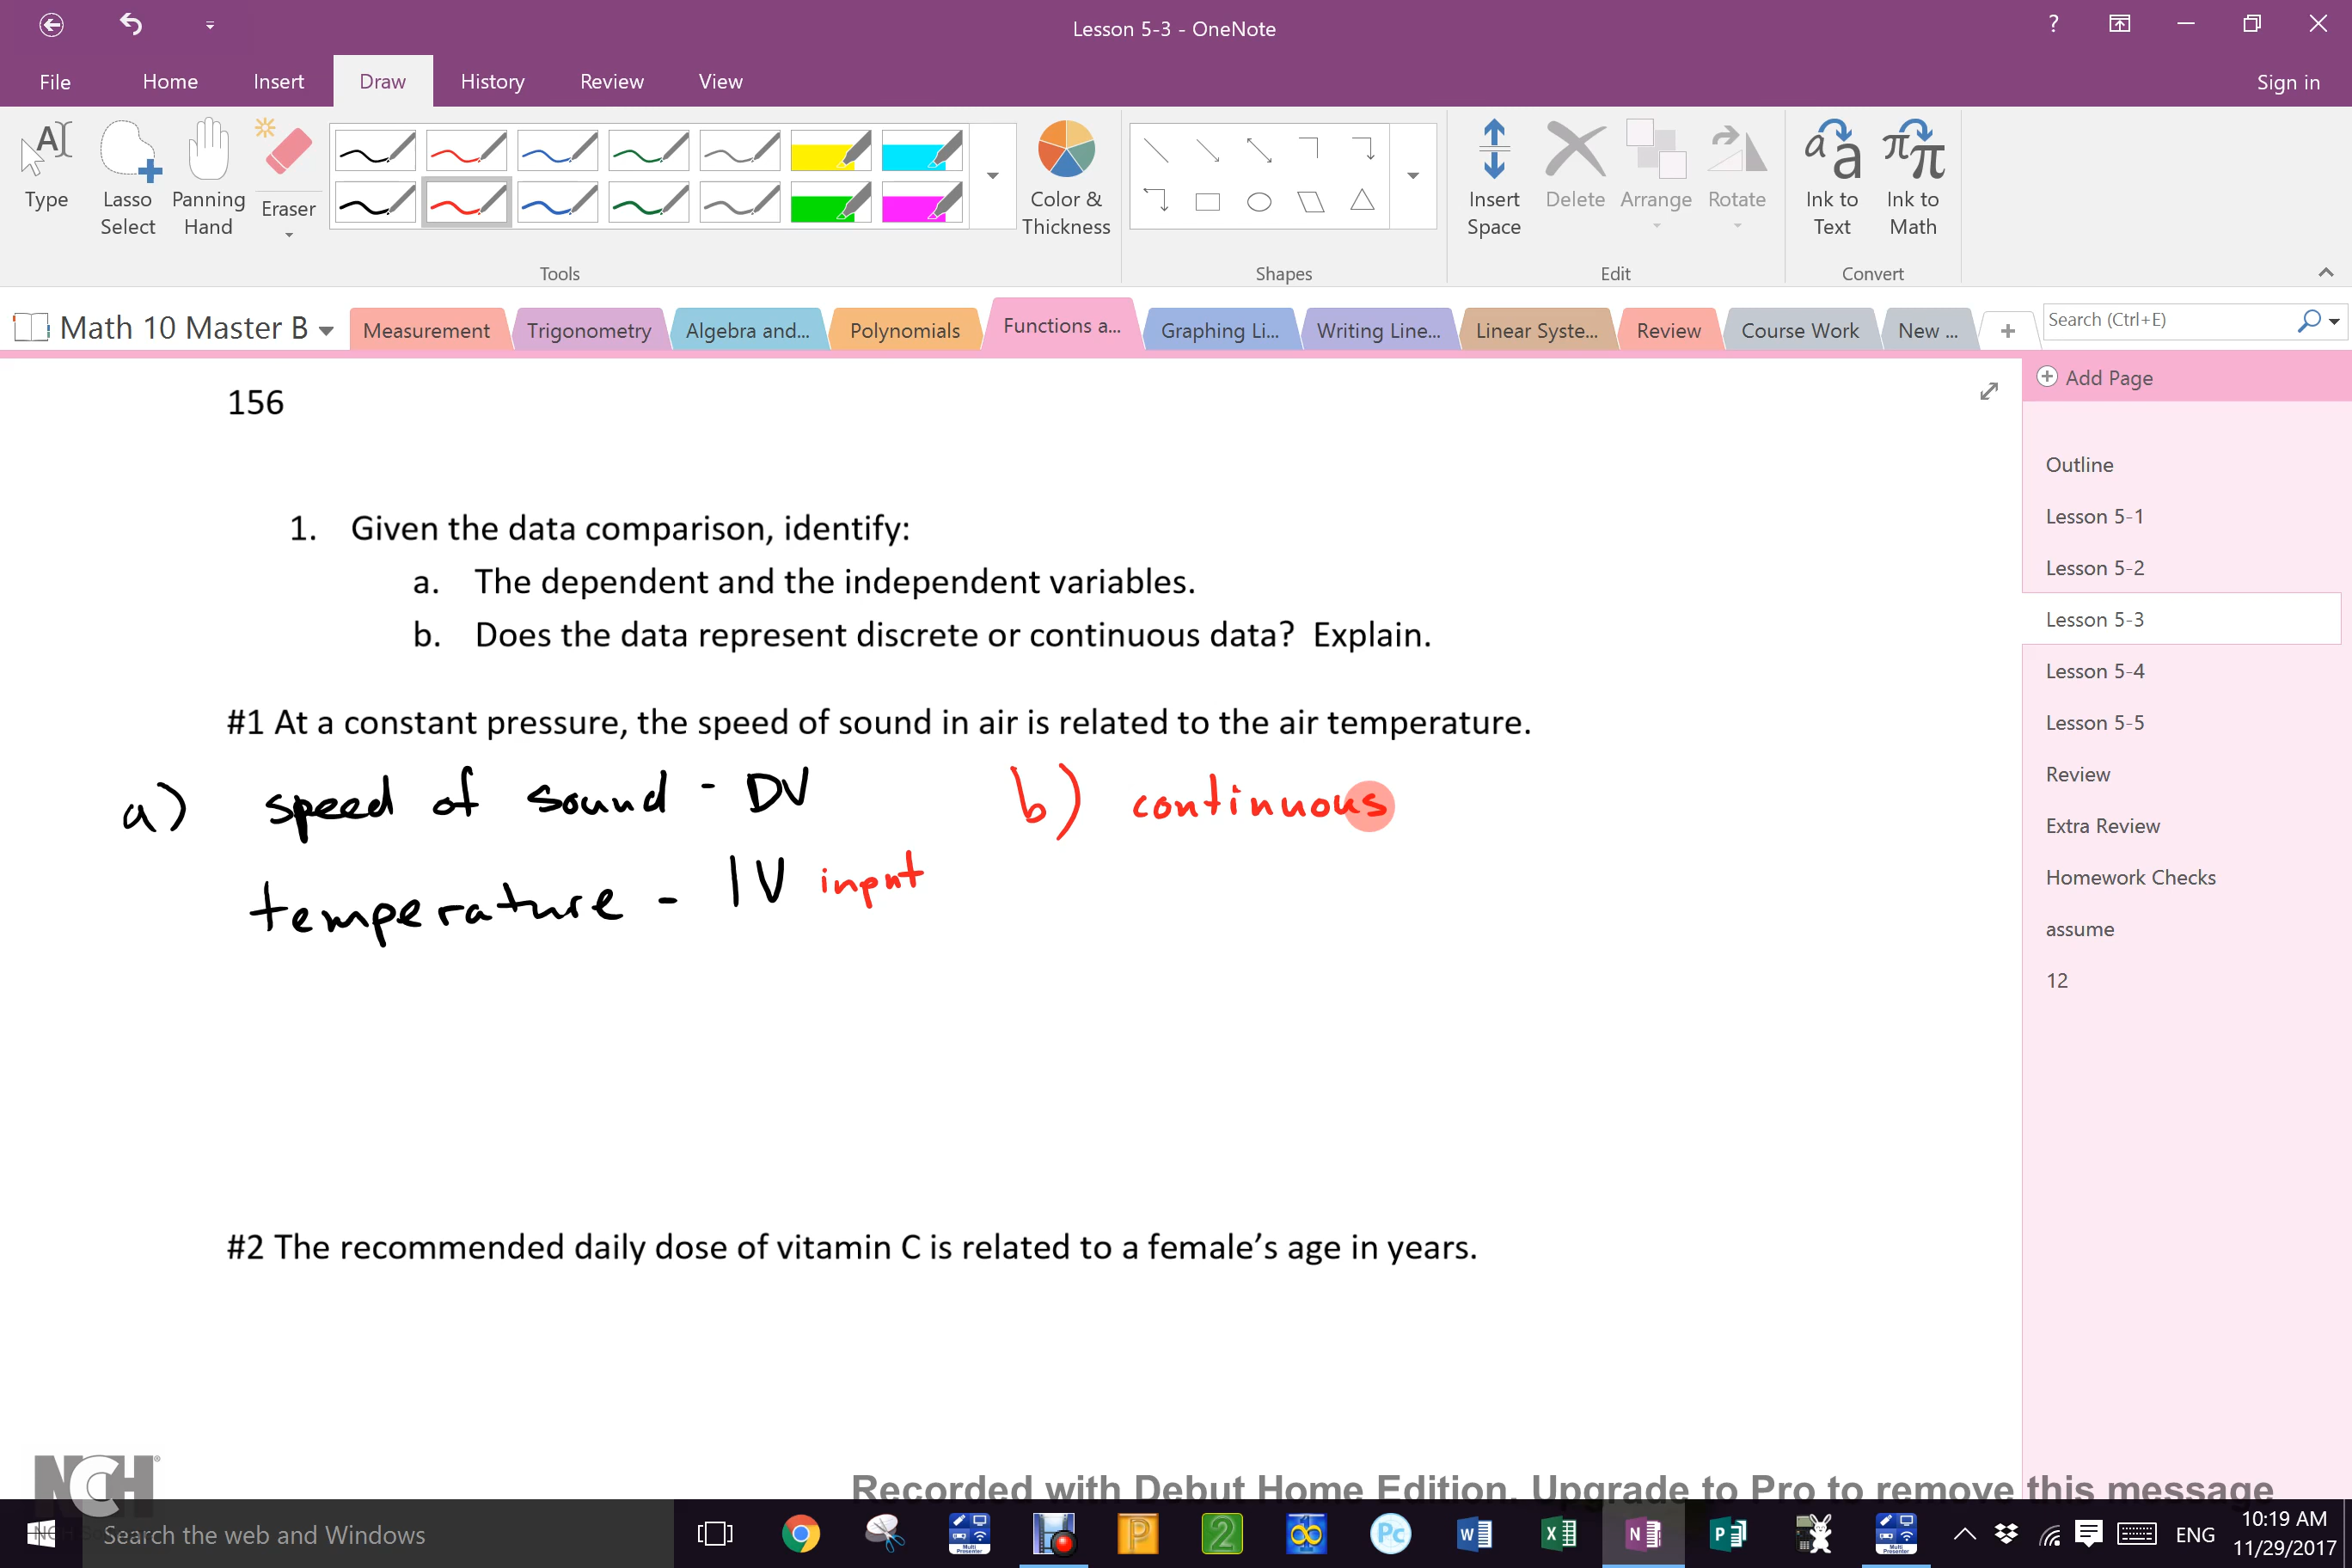 Lesson 5-3 - OneNote
File Home Insert Draw History Review View Sign in
Type Lasso Select Panning Hand Eraser Color & Thickness Insert Space Delete Arrange Rotate Ink to Text Ink to Math
Tools Shapes Edit Convert
Math 10 Master B Measurement Trigonometry Algebra and... Polynomials Functions a... Graphing Li... Writing Line... Linear Syste... Review Course Work New ... Search (Ctrl+E)
156
1. Given the data comparison, identify:
a. The dependent and the independent variables.
b. Does the data represent discrete or continuous data? Explain.
#1 At a constant pressure, the speed of sound in air is related to the air temperature.
a) speed of sound - DV b) continuous
temperature - IV input
#2 The recommended daily dose of vitamin C is related to a female's age in years.
Add Page
Outline
Lesson 5-1
Lesson 5-2
Lesson 5-3
Lesson 5-4
Lesson 5-5
Review
Extra Review
Homework Checks
assume
12
NCH
Recorded with Debut Home Edition. Upgrade to Pro to remove this message
Search the web and Windows
ENG
10:19 AM
11/29/2017